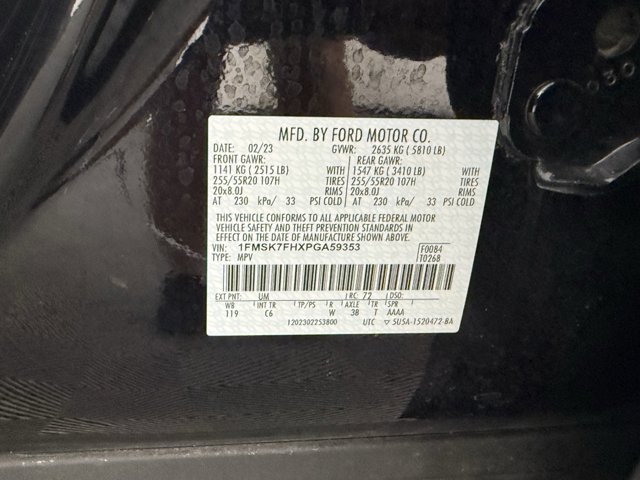 MFD. BY FORD MOTOR CO.
DATE: 02/23 GVWR: 2635 KG ( 5810 LB)
FRONT GAWR: REAR GAWR:
1141 KG ( 2515 LB) WITH 1547 KG ( 3410 LB) WITH
255/55R20 107H TIRES 255/55R20 107H TIRES
20x8.0J RIMS 20x8.0J RIMS
AT 230 kPa/ 33 PSI COLD AT 230 kPa/ 33 PSI COLD
THIS VEHICLE CONFORMS TO ALL APPLICABLE FEDERAL MOTOR
VEHICLE SAFETY AND THEFT PREVENTION STANDARDS IN
EFFECT ON THE DATE OF MANUFACTURE SHOWN ABOVE.
VIN: 1FMSK7FHXPGA59353 F0084
TYPE: MPV T0268
EXT PNT: UM RC: 72 DSO:
WB INT TR TP/PS R AXLE TR SPR
119 C6 W 38 T AAAA
1202302253800 UTC ▽ 5USA-1520472-BA